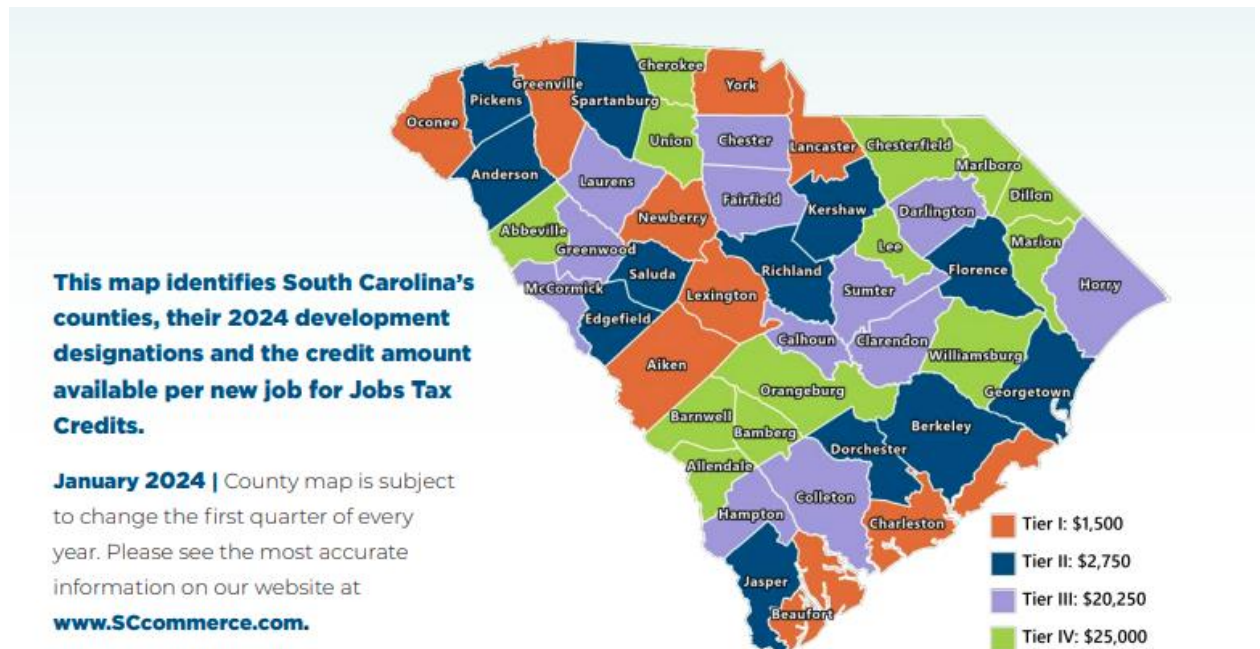 Cherokee
York
Greenville
Pickens
Spartanburg
Oconee
Union
Chester
Lancaster
Chesterfield
Marlboro
Anderson
Laurens
Dillon
Fairfield
Kershaw
Darlington
Newberry
Abbeville
Lee
Marion
Greenwood
Saluda
Richland
Florence
McCormick
Lexington
Sumter
Horry
Edgefield
Calhoun
Clarendon
Williamsburg
Aiken
Orangeburg
Georgetown
Barnwell
Bamberg
Berkeley
Dorchester
Allendale
Colleton
Hampton
Charleston
Jasper
Beaufort
This map identifies South Carolina's
counties, their 2024 development
designations and the credit amount
available per new job for Jobs Tax
Credits.
January 2024 | County map is subject
to change the first quarter of every
year. Please see the most accurate
information on our website at
www.SCcommerce.com.
Tier I: $1,500
Tier II: $2,750
Tier III: $20,250
Tier IV: $25,000